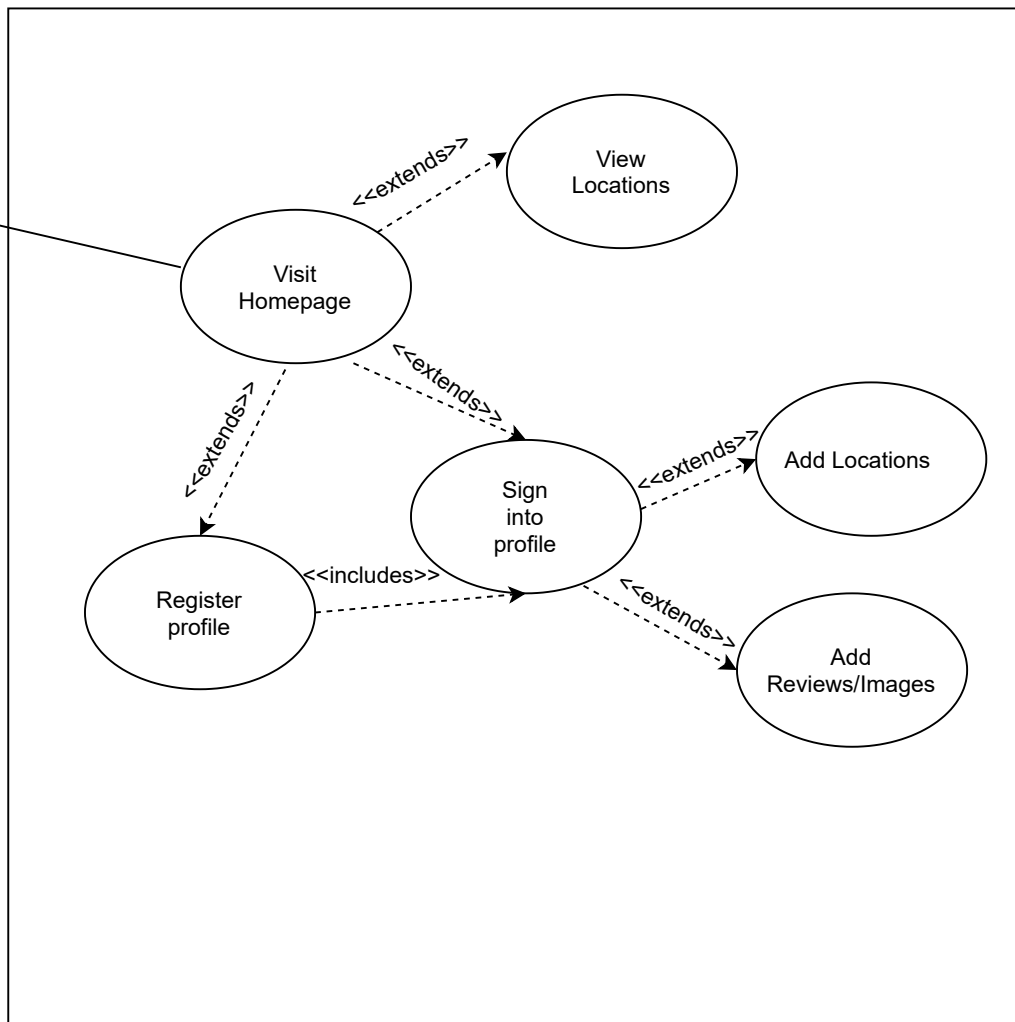 <<extends>>
View
Locations
Visit
Homepage
<<extends>>
<<extends>>
<<extends>>
Add Locations
Sign
into
profile
<<includes>>
Register
profile
<<extends>>
Add
Reviews/Images